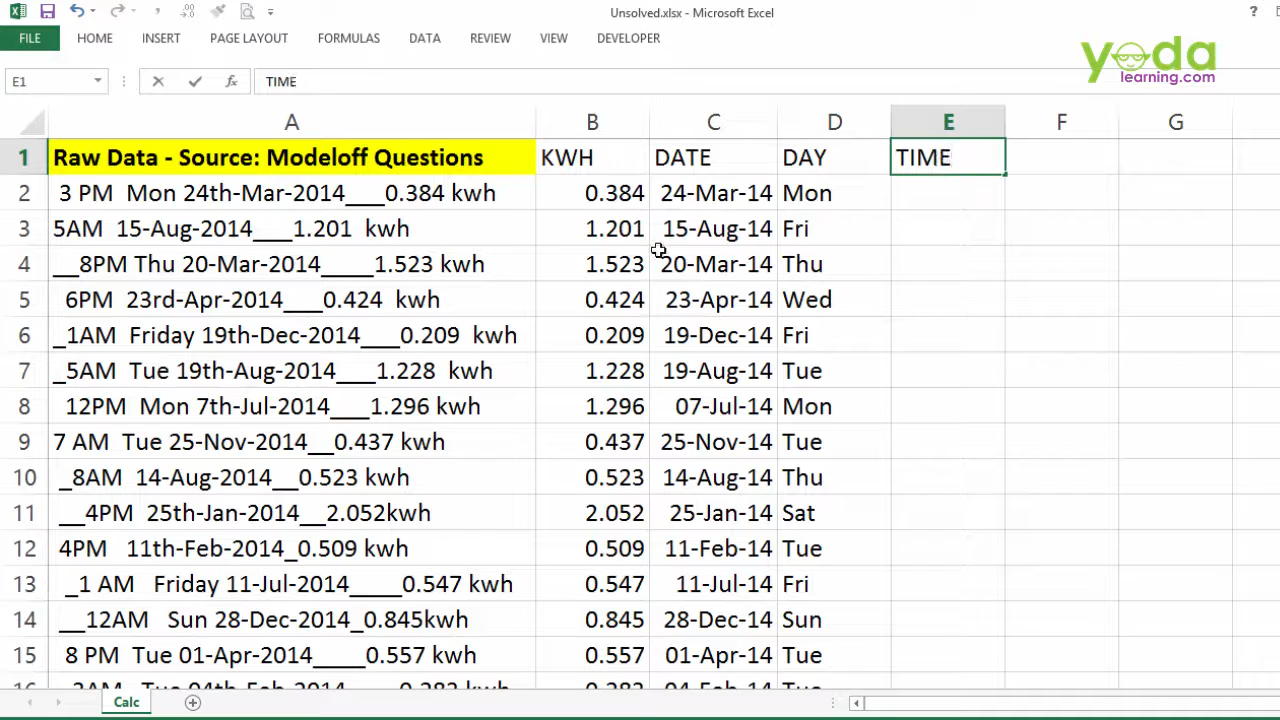 Unsolved.xlsx - Microsoft Excel
?
FILE HOME INSERT PAGE LAYOUT FORMULAS DATA REVIEW VIEW DEVELOPER
yoda
learning.com
E1 fx TIME
A B C D E F G
1 Raw Data - Source: Modeloff Questions KWH DATE DAY TIME
2 3 PM Mon 24th-Mar-2014___0.384 kwh 0.384 24-Mar-14 Mon
3 5AM 15-Aug-2014___1.201 kwh 1.201 15-Aug-14 Fri
4 __8PM Thu 20-Mar-2014____1.523 kwh 1.523 20-Mar-14 Thu
5 6PM 23rd-Apr-2014___0.424 kwh 0.424 23-Apr-14 Wed
6 _1AM Friday 19th-Dec-2014___0.209 kwh 0.209 19-Dec-14 Fri
7 _5AM Tue 19th-Aug-2014___1.228 kwh 1.228 19-Aug-14 Tue
8 12PM Mon 7th-Jul-2014___1.296 kwh 1.296 07-Jul-14 Mon
9 7 AM Tue 25-Nov-2014__0.437 kwh 0.437 25-Nov-14 Tue
10 _8AM 14-Aug-2014__0.523 kwh 0.523 14-Aug-14 Thu
11 __4PM 25th-Jan-2014__2.052kwh 2.052 25-Jan-14 Sat
12 4PM 11th-Feb-2014_0.509 kwh 0.509 11-Feb-14 Tue
13 _1 AM Friday 11-Jul-2014____0.547 kwh 0.547 11-Jul-14 Fri
14 __12AM Sun 28-Dec-2014_0.845kwh 0.845 28-Dec-14 Sun
15 8 PM Tue 01-Apr-2014____0.557 kwh 0.557 01-Apr-14 Tue
Calc